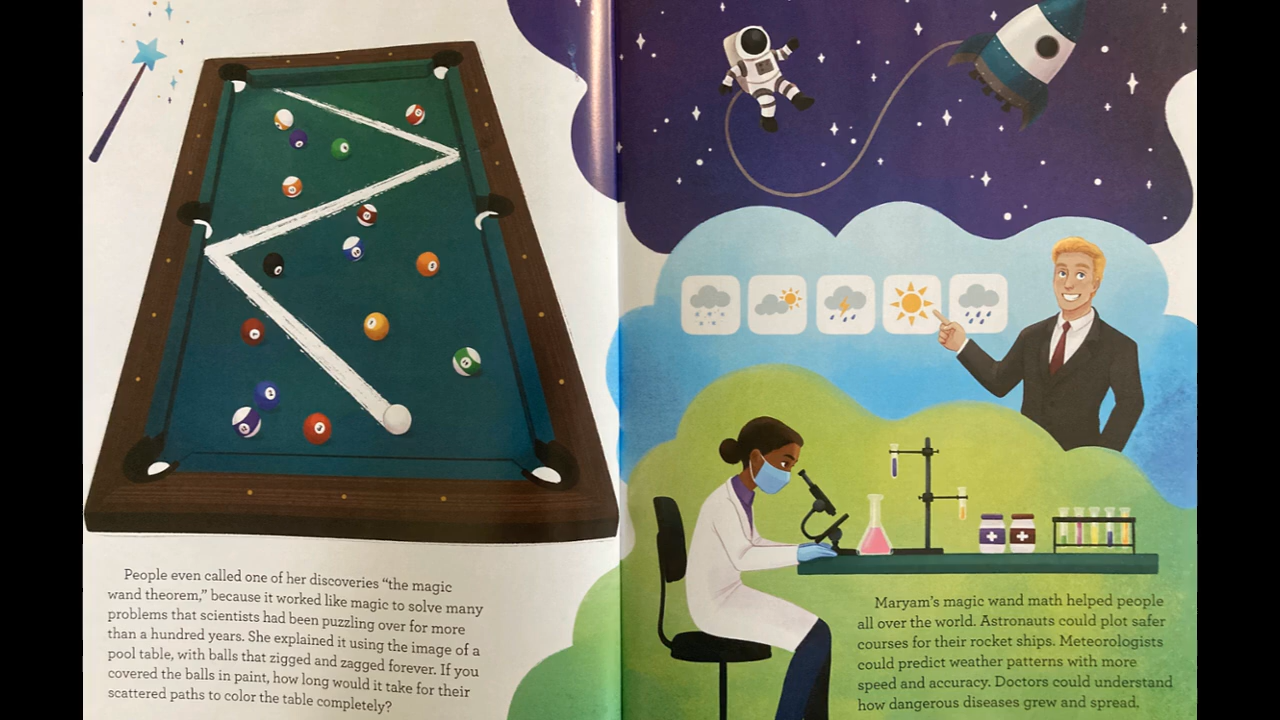 People even called one of her discoveries “the magic
wand theorem,” because it worked like magic to solve many
problems that scientists had been puzzling over for more
than a hundred years. She explained it using the image of a
pool table, with balls that zigged and zagged forever. If you
covered the balls in paint, how long would it take for their
scattered paths to color the table completely?
Maryam’s magic wand math helped people
all over the world. Astronauts could plot safer
courses for their rocket ships. Meteorologists
could predict weather patterns with more
speed and accuracy. Doctors could understand
how dangerous diseases grew and spread.